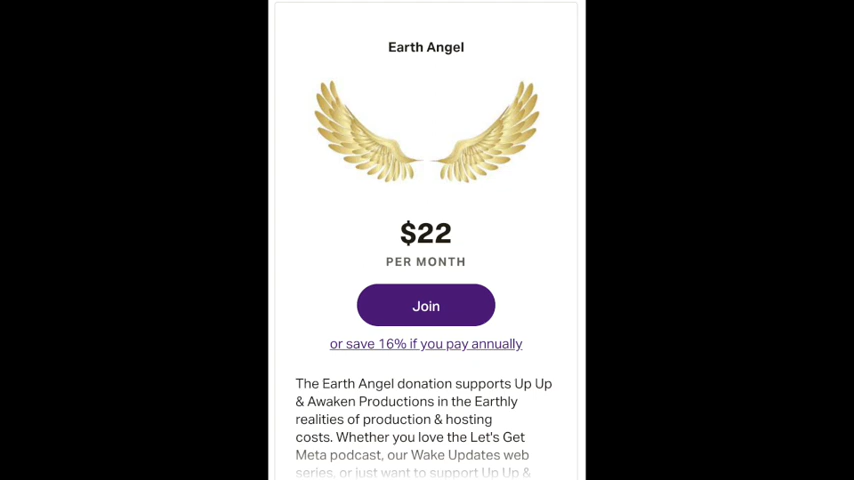 Earth Angel
$22
PER MONTH
Join
or save 16% if you pay annually
The Earth Angel donation supports Up Up
& Awaken Productions in the Earthly
realities of production & hosting
costs. Whether you love the Let's Get
Meta podcast, our Wake Updates web
series, or just want to support Up Up &